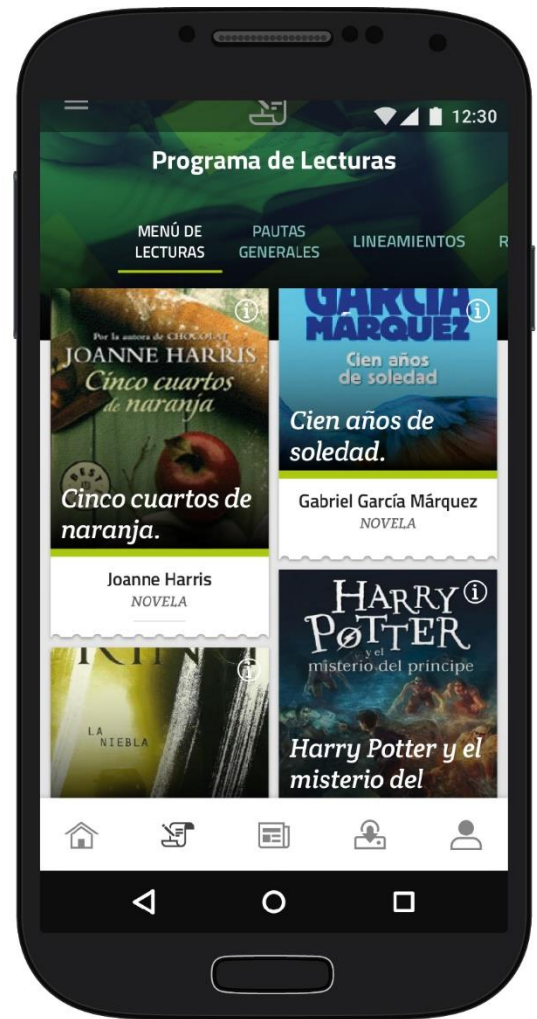 12:30
Programa de Lecturas
MENÚ DE
LECTURAS
PAUTAS
GENERALES
LINEAMIENTOS
R
Por la autora de CHOCOLAT
JOANNE HARRIS
Cinco cuartos
de naranja
BEST
Cinco cuartos de
naranja.
Joanne Harris
NOVELA
GARCÍA
MÁRQUEZ
Cien años
de soledad
Cien años de
soledad.
Gabriel García Márquez
NOVELA
KING
LA
NIEBLA
HARRY
POTTER
y el
misterio del príncipe
Harry Potter y el
misterio del